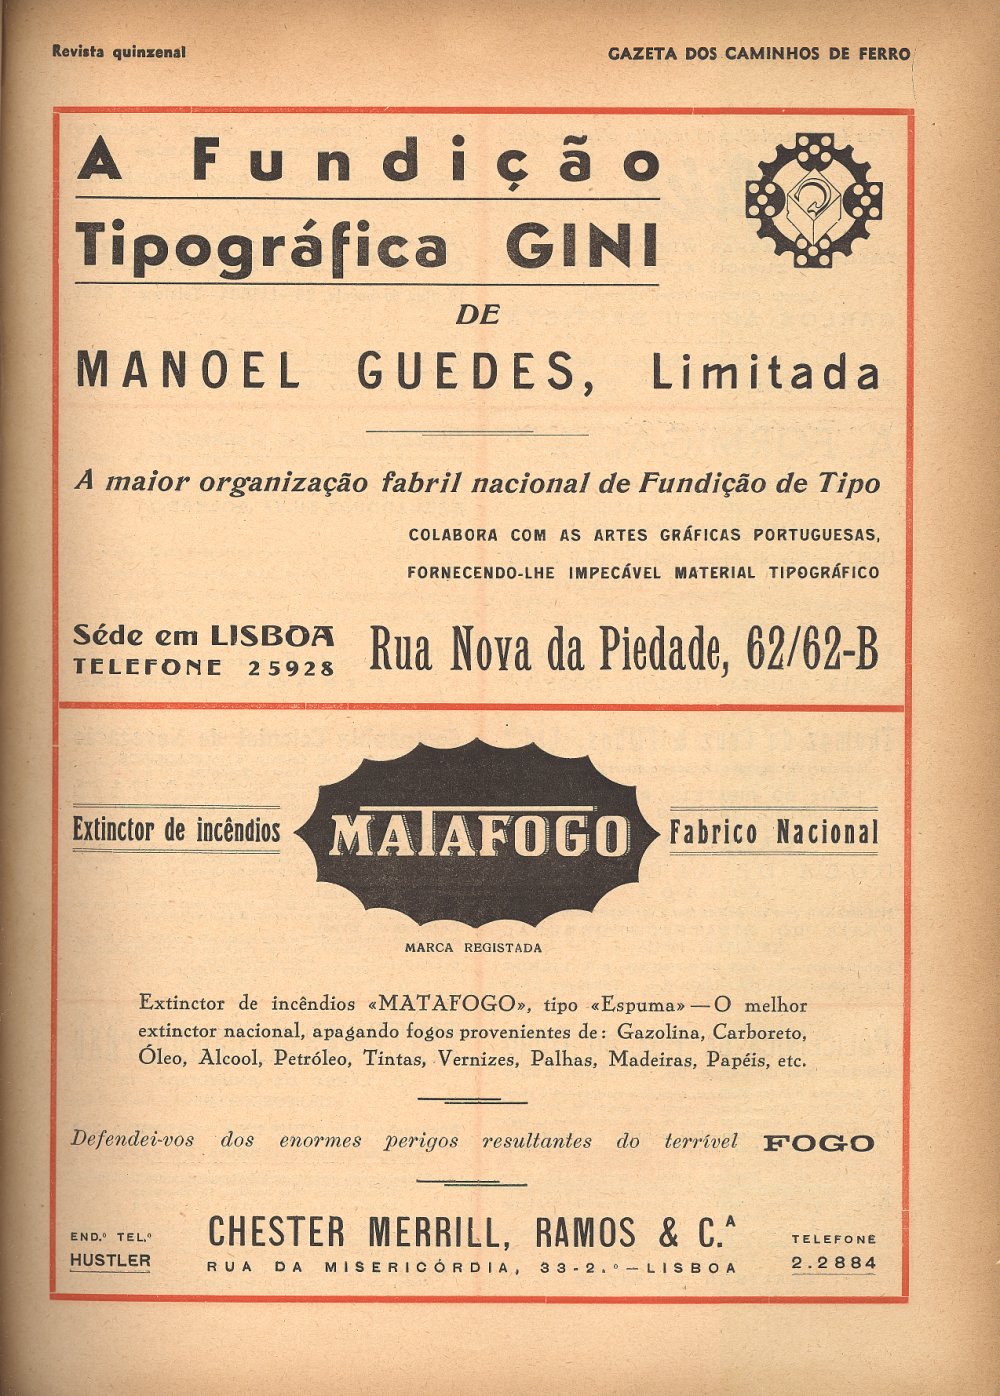 Revista quinzenal
GAZETA DOS CAMINHOS DE FERRO
A Fundição
Tipográfica GINI
DE
MANOEL GUEDES, Limitada
A maior organização fabril nacional de Fundição de Tipo
COLABORA COM AS ARTES GRÁFICAS PORTUGUESAS,
FORNECENDO-LHE IMPECÁVEL MATERIAL TIPOGRÁFICO
Séde em LISBOA
TELEFONE 25928
Rua Nova da Piedade, 62/62-B
Extinctor de incêndios
MATAFOGO
Fabrico Nacional
MARCA REGISTADA
Extinctor de incêndios «MATAFOGO», tipo «Espuma» — O melhor
extinctor nacional, apagando fogos provenientes de: Gazolina, Carboreto,
Óleo, Alcool, Petróleo, Tintas, Vernizes, Palhas, Madeiras, Papéis, etc.
Defendei-vos dos enormes perigos resultantes do terrível FOGO
END.º TEL.º
HUSTLER
CHESTER MERRILL, RAMOS & C.ᴬ
RUA DA MISERICÓRDIA, 33-2.º — LISBOA
TELEFONE
2.2884